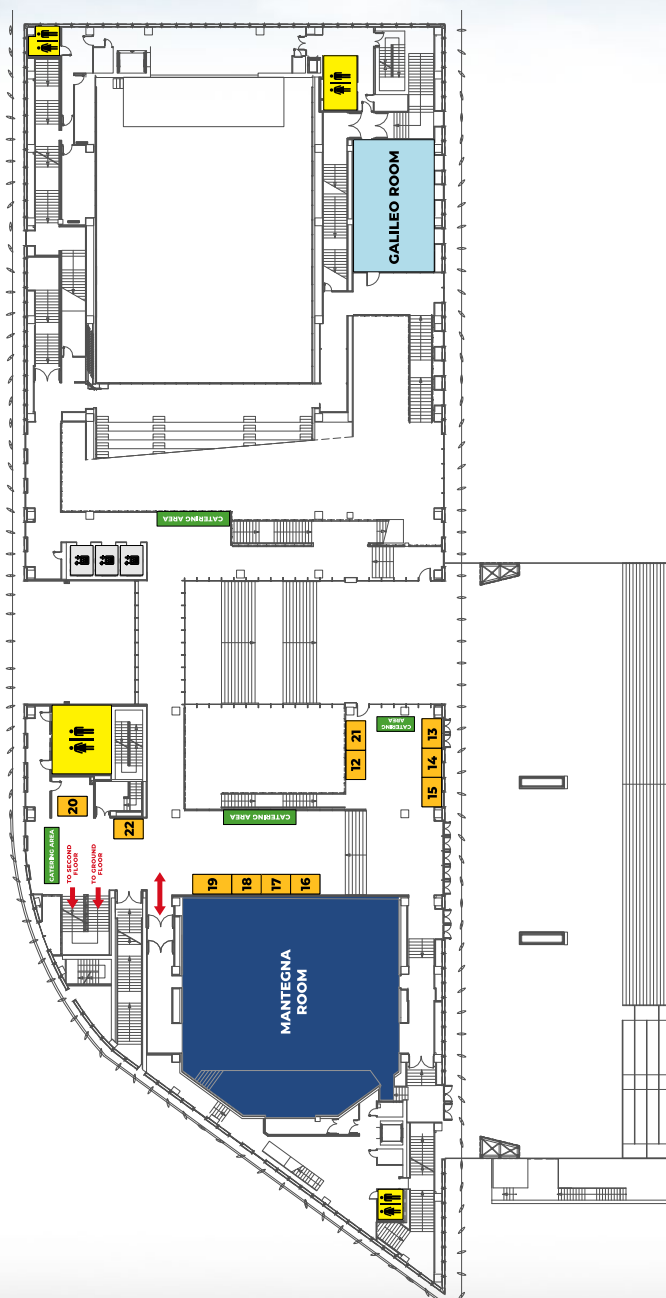 GALILEO ROOM
CATERING AREA
21
12
CATERING
AREA
13
14
15
20
22
CATERING AREA
CATERING AREA
TO SECOND
FLOOR
TO GROUND
FLOOR
19
18
17
16
MANTEGNA
ROOM